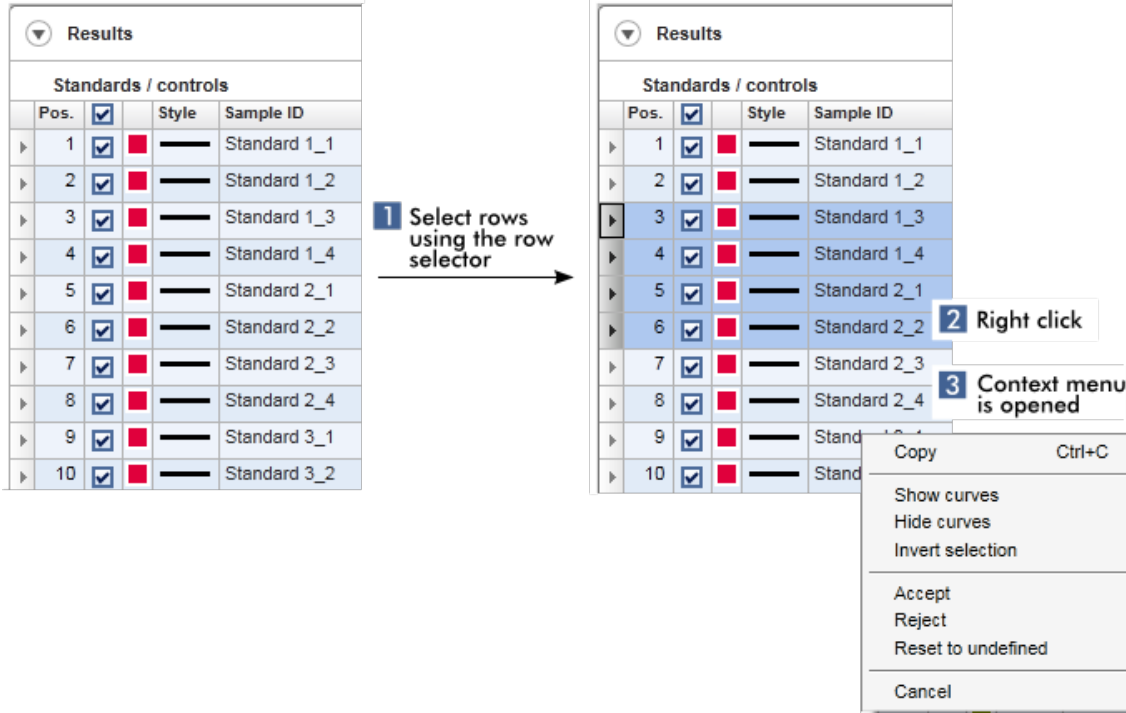 Results
Standards / controls
Pos. Style Sample ID
1 Standard 1_1
2 Standard 1_2
3 Standard 1_3
4 Standard 1_4
5 Standard 2_1
6 Standard 2_2
7 Standard 2_3
8 Standard 2_4
9 Standard 3_1
10 Standard 3_2
1 Select rows
using the row
selector
Results
Standards / controls
Pos. Style Sample ID
1 Standard 1_1
2 Standard 1_2
3 Standard 1_3
4 Standard 1_4
5 Standard 2_1
6 Standard 2_2
7 Standard 2_3
8 Standard 2_4
9 Stand
10 Stand
2 Right click
3 Context menu
is opened
Copy Ctrl+C
Show curves
Hide curves
Invert selection
Accept
Reject
Reset to undefined
Cancel